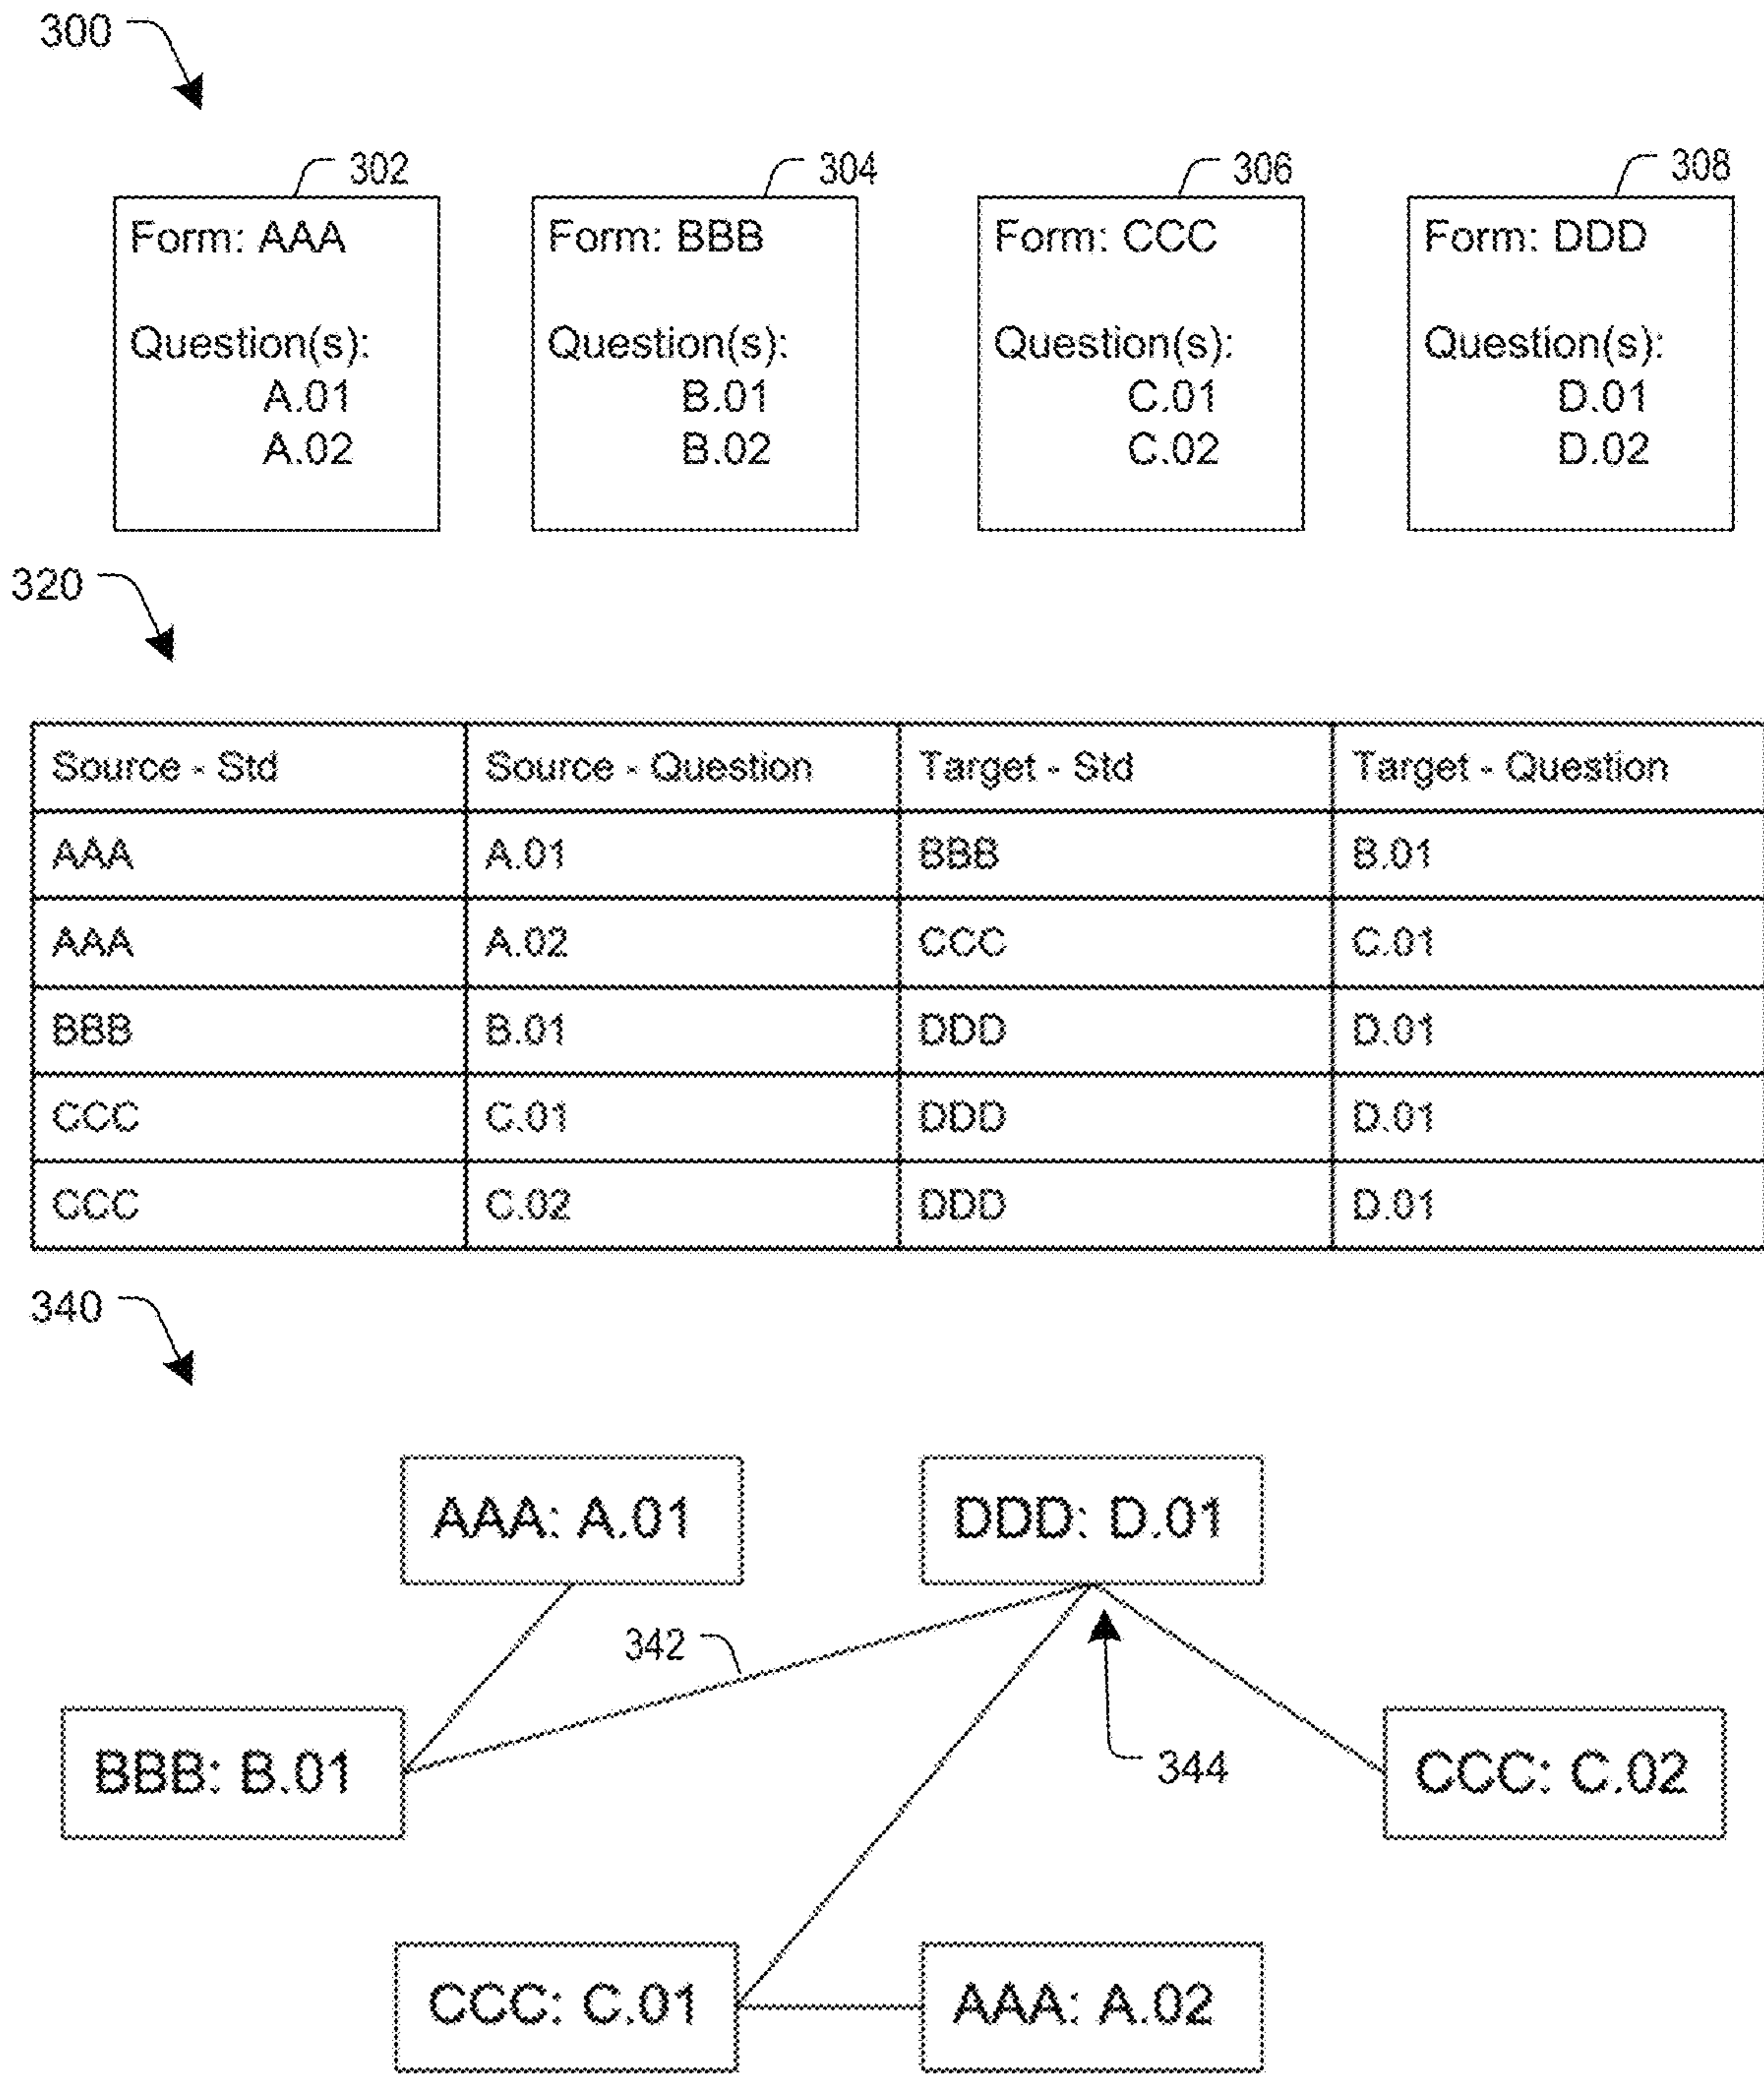 300
302 304 306 308
Form: AAA Form: BBB Form: CCC Form: DDD
Question(s): Question(s): Question(s): Question(s):
A.01 B.01 C.01 D.01
A.02 B.02 C.02 D.02
320
Source - Std Source - Question Target - Std Target - Question
AAA A.01 BBB B.01
AAA A.02 CCC C.01
BBB B.01 DDD D.01
CCC C.01 DDD D.01
CCC C.02 DDD D.01
340
AAA: A.01 DDD: D.01
342
BBB: B.01 344 CCC: C.02
CCC: C.01 AAA: A.02